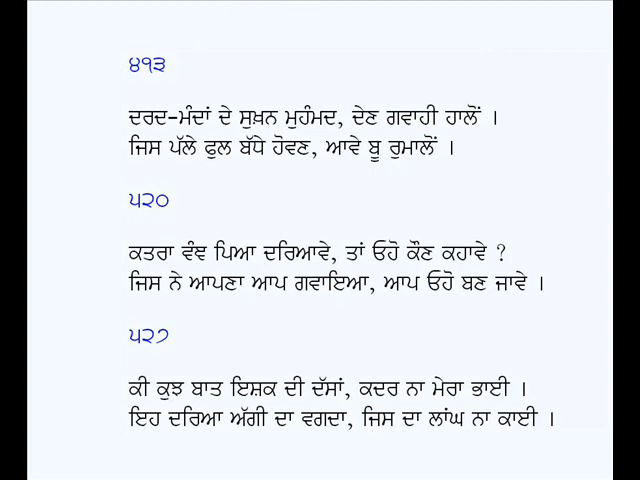 ੪੧੩
ਦਰਦ-ਮੰਦਾਂ ਦੇ ਸੁਖ਼ਨ ਮੁਹੰਮਦ, ਦੇਣ ਗਵਾਹੀ ਹਾਲੋਂ ।
ਜਿਸ ਪੱਲੇ ਫੁਲ ਬੱਧੇ ਹੋਵਣ, ਆਵੇ ਬੂ ਰੁਮਾਲੋਂ ।
੫੨੦
ਕਤਰਾ ਵੰਞ ਪਿਆ ਦਰਿਆਵੇ, ਤਾਂ ਓਹੋ ਕੌਣ ਕਹਾਵੇ ?
ਜਿਸ ਨੇ ਆਪਣਾ ਆਪ ਗਵਾਇਆ, ਆਪ ਓਹੋ ਬਣ ਜਾਵੇ ।
੫੨੭
ਕੀ ਕੁਝ ਬਾਤ ਇਸ਼ਕ ਦੀ ਦੱਸਾਂ, ਕਦਰ ਨਾ ਮੇਰਾ ਭਾਈ ।
ਇਹ ਦਰਿਆ ਅੱਗੀ ਦਾ ਵਗਦਾ, ਜਿਸ ਦਾ ਲਾਂਘ ਨਾ ਕਾਈ ।